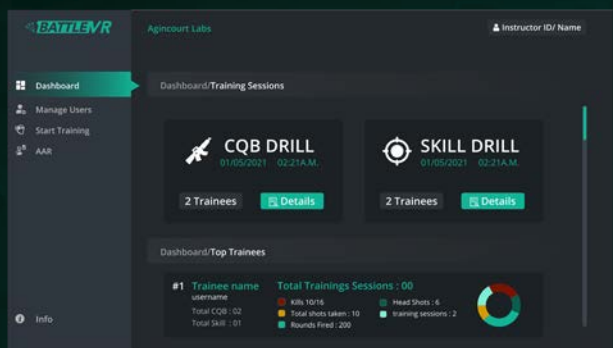 BATTLEVR
Agincourt Labs
Instructor ID/ Name
Dashboard
Manage Users
Start Training
AAR
Info
Dashboard/Training Sessions
CQB DRILL
01/05/2021 02:21A.M.
2 Trainees
Details
SKILL DRILL
01/05/2021 02:21A.M.
2 Trainees
Details
Dashboard/Top Trainees
#1 Trainee name
username
Total CQB : 02
Total Skill : 01
Total Trainings Sessions : 00
Kills 10/16
Head Shots : 6
Total shots taken : 10
training sessions : 2
Rounds Fired : 200